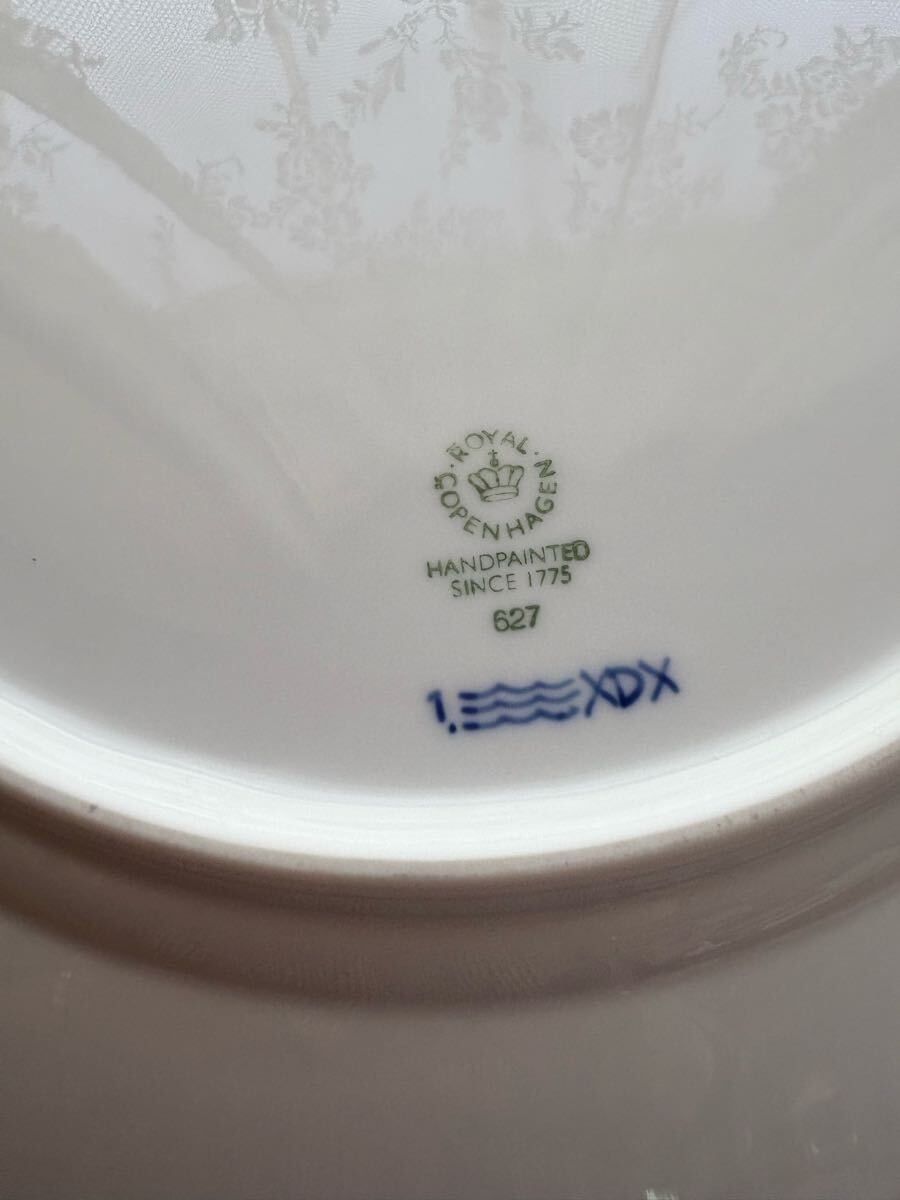 · ROYAL · COPENHAGEN
HANDPAINTED
SINCE 1775
627
1. XDX